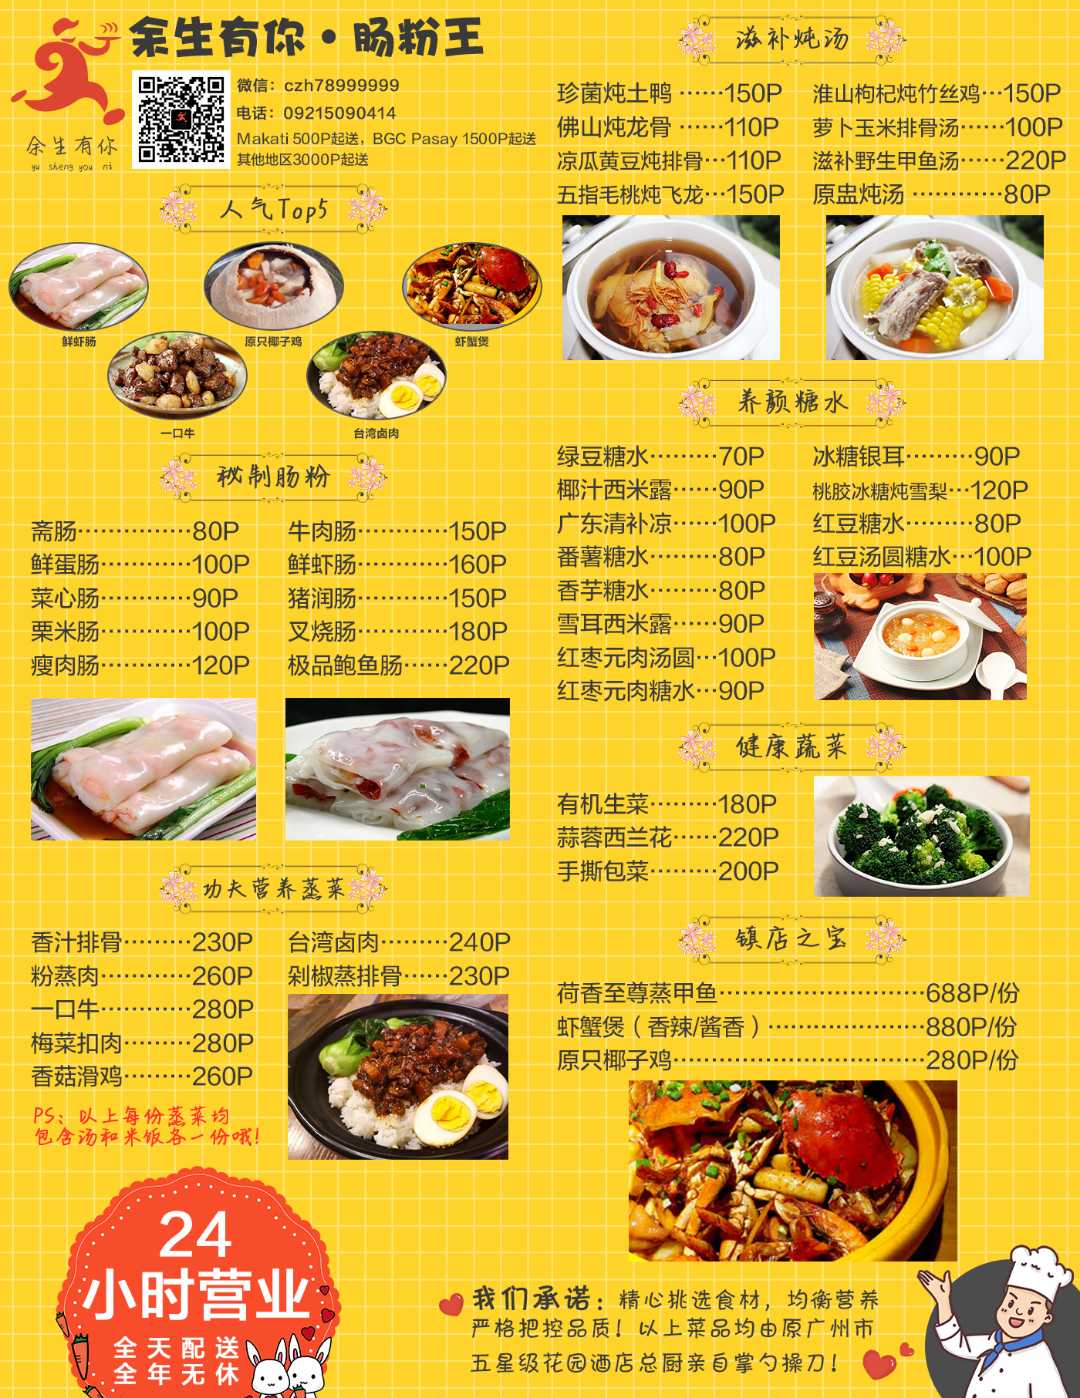 余生有你·肠粉王
微信：czh78999999
电话：09215090414
Makati 500P起送，BGC Pasay 1500P起送
其他地区3000P起送
余生有你
yu sheng you ni
人气Top5
鲜虾肠
原只椰子鸡
虾蟹煲
一口牛
台湾卤肉
秘制肠粉
斋肠……………80P
鲜蛋肠…………100P
菜心肠…………90P
栗米肠…………100P
瘦肉肠…………120P
牛肉肠…………150P
鲜虾肠…………160P
猪润肠…………150P
叉烧肠…………180P
极品鲍鱼肠……220P
功夫营养蒸菜
香汁排骨………230P
粉蒸肉…………260P
一口牛…………280P
梅菜扣肉………280P
香菇滑鸡………260P
台湾卤肉………240P
剁椒蒸排骨……230P
PS：以上每份蒸菜均
包含汤和米饭各一份哦！
24
小时营业
全天配送
全年无休
滋补炖汤
珍菌炖土鸭……150P
佛山炖龙骨……110P
凉瓜黄豆炖排骨…110P
五指毛桃炖飞龙…150P
淮山枸杞炖竹丝鸡…150P
萝卜玉米排骨汤……100P
滋补野生甲鱼汤……220P
原盅炖汤…………80P
养颜糖水
绿豆糖水………70P
椰汁西米露……90P
广东清补凉……100P
番薯糖水………80P
香芋糖水………80P
雪耳西米露……90P
红枣元肉汤圆…100P
红枣元肉糖水…90P
冰糖银耳………90P
桃胶冰糖炖雪梨…120P
红豆糖水………80P
红豆汤圆糖水…100P
健康蔬菜
有机生菜………180P
蒜蓉西兰花……220P
手撕包菜………200P
镇店之宝
荷香至尊蒸甲鱼…………………………688P/份
虾蟹煲（香辣/酱香）…………………880P/份
原只椰子鸡………………………………280P/份
我们承诺：精心挑选食材，均衡营养
严格把控品质！以上菜品均由原广州市
五星级花园酒店总厨亲自掌勺操刀！